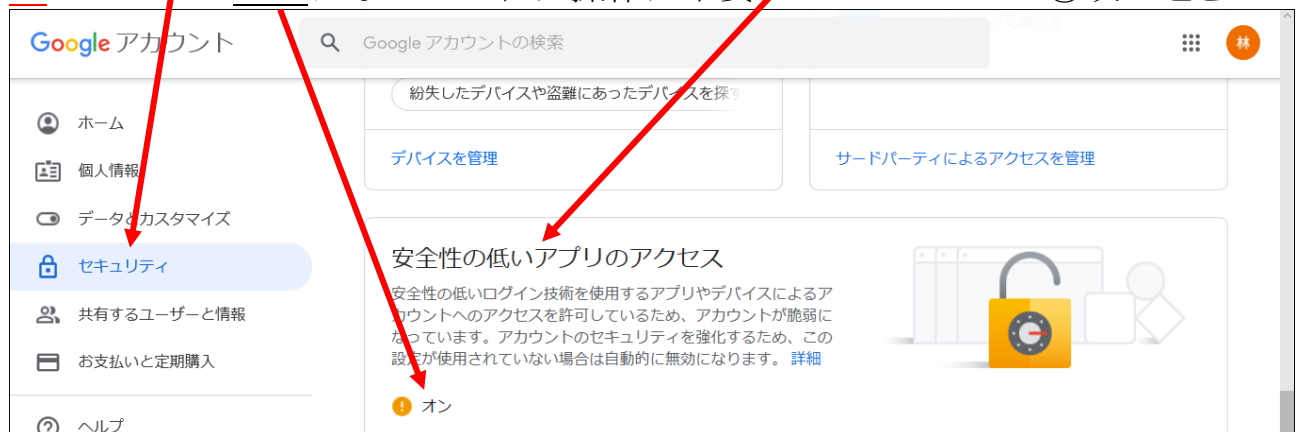 Google アカウント
Google アカウントの検索
林
紛失したデバイスや盗難にあったデバイスを探す
ホーム
個人情報
データとカスタマイズ
セキュリティ
共有するユーザーと情報
お支払いと定期購入
ヘルプ
デバイスを管理
サードパーティによるアクセスを管理
安全性の低いアプリのアクセス
安全性の低いログイン技術を使用するアプリやデバイスによるア
カウントへのアクセスを許可しているため、アカウントが脆弱に
なっています。アカウントのセキュリティを強化するため、この
設定が使用されていない場合は自動的に無効になります。 詳細
オン